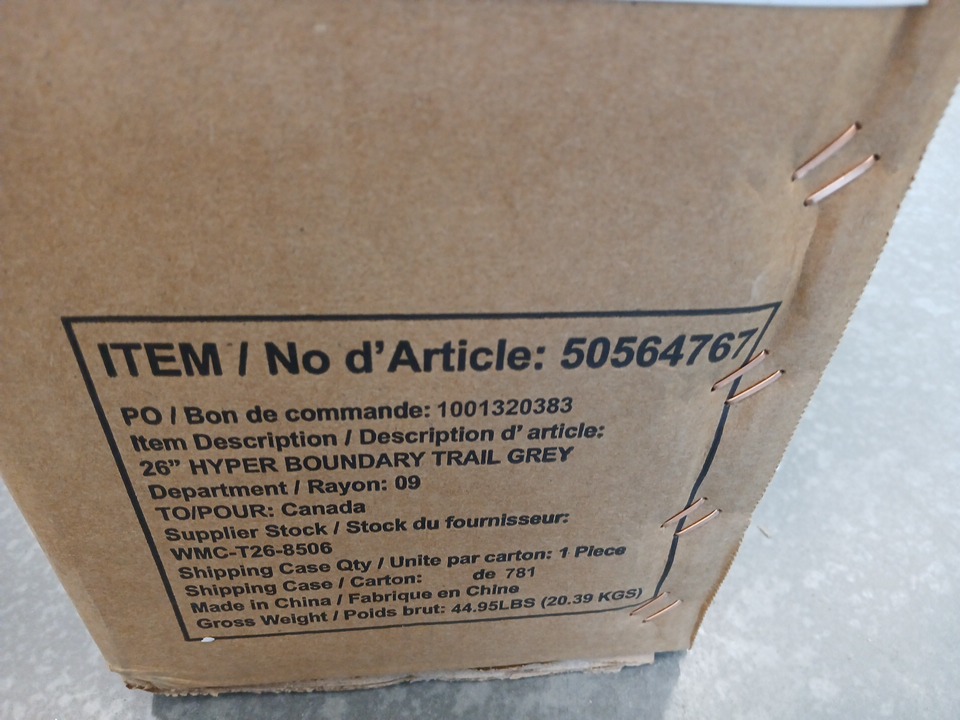 ITEM / No d'Article: 50564767
PO / Bon de commande: 1001320383
Item Description / Description d' article:
26" HYPER BOUNDARY TRAIL GREY
Department / Rayon: 09
TO/POUR: Canada
Supplier Stock / Stock du fournisseur:
WMC-T26-8506
Shipping Case Qty / Unite par carton: 1 Piece
Shipping Case / Carton: de 781
Made in China / Fabrique en Chine
Gross Weight / Poids brut: 44.95LBS (20.39 KGS)